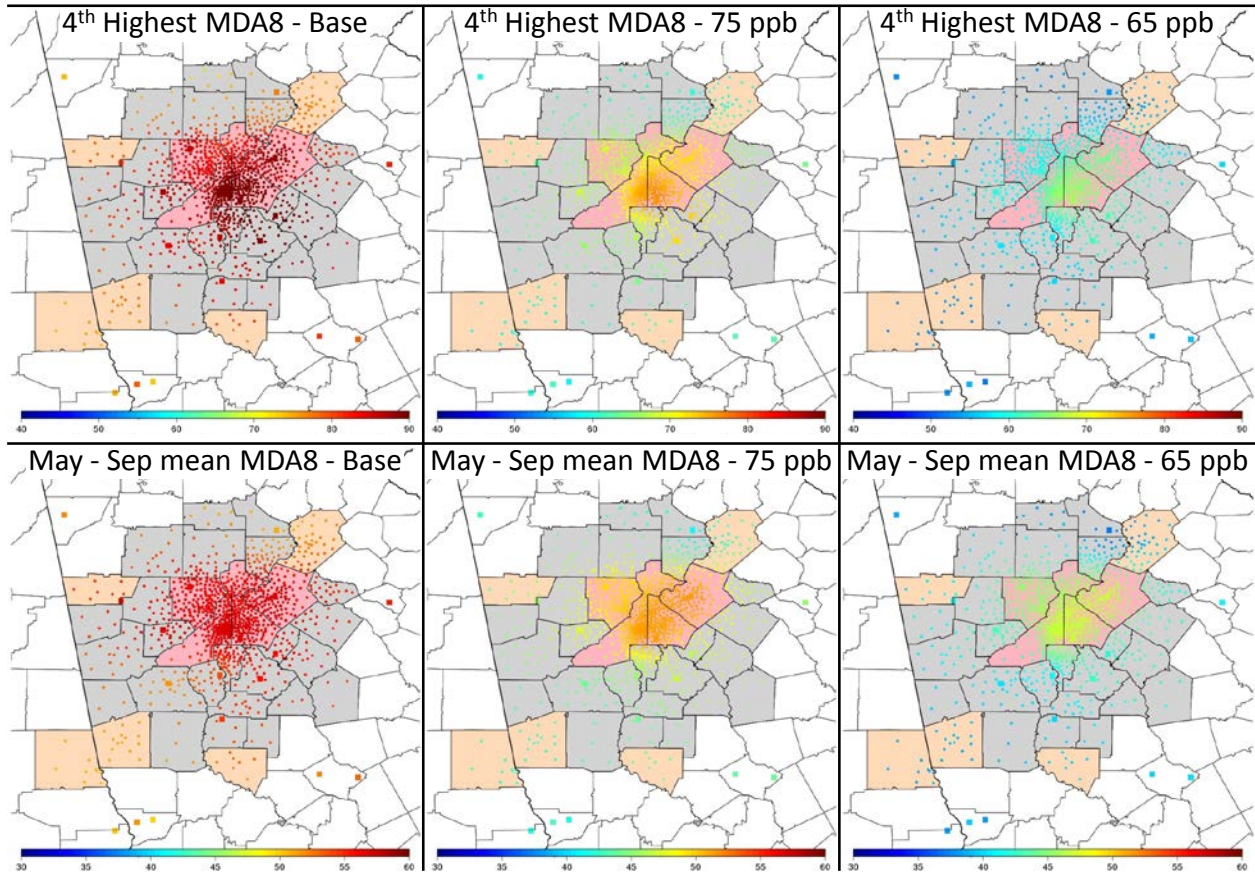 4th Highest MDA8 - Base
4th Highest MDA8 - 75 ppb
4th Highest MDA8 - 65 ppb
40 50 60 70 80 90
40 50 60 70 80 90
40 50 60 70 80 90
May - Sep mean MDA8 - Base
May - Sep mean MDA8 - 75 ppb
May - Sep mean MDA8 - 65 ppb
30 35 40 45 50 55 60
30 35 40 45 50 55 60
30 35 40 45 50 55 60